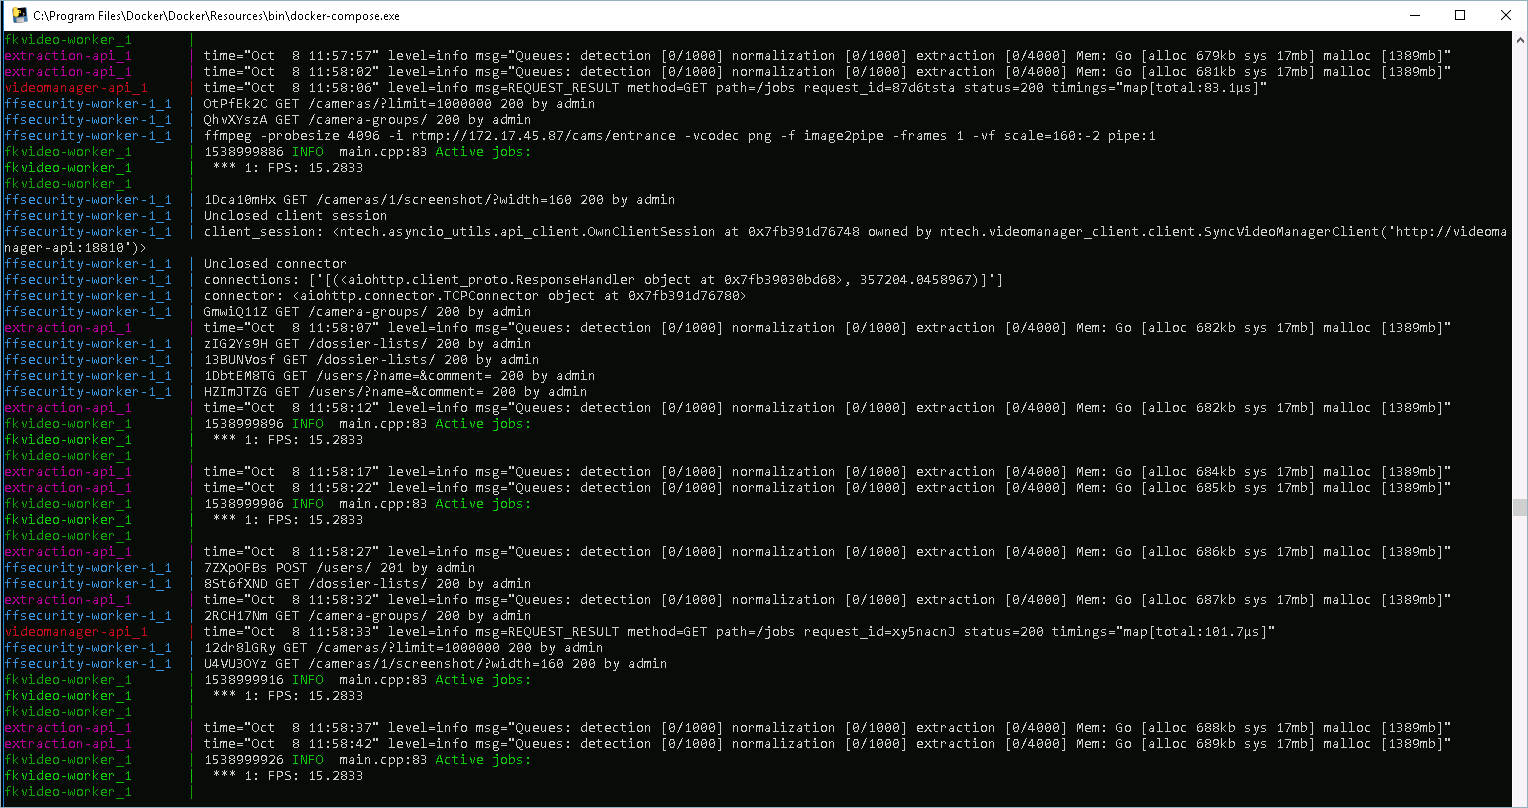 C:\Program Files\Docker\Docker\Resources\bin\docker-compose.exe
fkvideo-worker_1 |
extraction-api_1 | time="Oct 8 11:57:57" level=info msg="Queues: detection [0/1000] normalization [0/1000] extraction [0/4000] Mem: Go [alloc 679kb sys 17mb] malloc [1389mb]"
extraction-api_1 | time="Oct 8 11:58:02" level=info msg="Queues: detection [0/1000] normalization [0/1000] extraction [0/4000] Mem: Go [alloc 681kb sys 17mb] malloc [1389mb]"
videomanager-api_1 | time="Oct 8 11:58:06" level=info msg=REQUEST_RESULT method=GET path=/jobs request_id=87d6tsta status=200 timings="map[total:83.1µs]"
ffsecurity-worker-1_1 | OtPfEk2C GET /cameras/?limit=1000000 200 by admin
ffsecurity-worker-1_1 | QhvXYszA GET /camera-groups/ 200 by admin
ffsecurity-worker-1_1 | ffmpeg -probesize 4096 -i rtmp://172.17.45.87/cams/entrance -vcodec png -f image2pipe -frames 1 -vf scale=160:-2 pipe:1
fkvideo-worker_1 | 1538999886 INFO main.cpp:83 Active jobs:
fkvideo-worker_1 | *** 1: FPS: 15.2833
fkvideo-worker_1 |
ffsecurity-worker-1_1 | 1Dca10mHx GET /cameras/1/screenshot/?width=160 200 by admin
ffsecurity-worker-1_1 | Unclosed client session
ffsecurity-worker-1_1 | client_session: <ntech.asyncio_utils.api_client.OwnClientSession at 0x7fb391d76748 owned by ntech.videomanager_client.client.SyncVideoManagerClient('http://videoma
nager-api:18810')>
ffsecurity-worker-1_1 | Unclosed connector
ffsecurity-worker-1_1 | connections: ['[(<aiohttp.client_proto.ResponseHandler object at 0x7fb39030bd68>, 357204.0458967)]']
ffsecurity-worker-1_1 | connector: <aiohttp.connector.TCPConnector object at 0x7fb391d76780>
ffsecurity-worker-1_1 | GmwiQ11Z GET /camera-groups/ 200 by admin
extraction-api_1 | time="Oct 8 11:58:07" level=info msg="Queues: detection [0/1000] normalization [0/1000] extraction [0/4000] Mem: Go [alloc 682kb sys 17mb] malloc [1389mb]"
ffsecurity-worker-1_1 | zIG2Ys9H GET /dossier-lists/ 200 by admin
ffsecurity-worker-1_1 | 13BUNVosf GET /dossier-lists/ 200 by admin
ffsecurity-worker-1_1 | 1DbtEM8TG GET /users/?name=&comment= 200 by admin
ffsecurity-worker-1_1 | HZImJTZG GET /users/?name=&comment= 200 by admin
extraction-api_1 | time="Oct 8 11:58:12" level=info msg="Queues: detection [0/1000] normalization [0/1000] extraction [0/4000] Mem: Go [alloc 682kb sys 17mb] malloc [1389mb]"
fkvideo-worker_1 | 1538999896 INFO main.cpp:83 Active jobs:
fkvideo-worker_1 | *** 1: FPS: 15.2833
fkvideo-worker_1 |
extraction-api_1 | time="Oct 8 11:58:17" level=info msg="Queues: detection [0/1000] normalization [0/1000] extraction [0/4000] Mem: Go [alloc 684kb sys 17mb] malloc [1389mb]"
extraction-api_1 | time="Oct 8 11:58:22" level=info msg="Queues: detection [0/1000] normalization [0/1000] extraction [0/4000] Mem: Go [alloc 685kb sys 17mb] malloc [1389mb]"
fkvideo-worker_1 | 1538999906 INFO main.cpp:83 Active jobs:
fkvideo-worker_1 | *** 1: FPS: 15.2833
fkvideo-worker_1 |
extraction-api_1 | time="Oct 8 11:58:27" level=info msg="Queues: detection [0/1000] normalization [0/1000] extraction [0/4000] Mem: Go [alloc 686kb sys 17mb] malloc [1389mb]"
ffsecurity-worker-1_1 | 7ZXpOFBs POST /users/ 201 by admin
ffsecurity-worker-1_1 | 8St6fXND GET /dossier-lists/ 200 by admin
extraction-api_1 | time="Oct 8 11:58:32" level=info msg="Queues: detection [0/1000] normalization [0/1000] extraction [0/4000] Mem: Go [alloc 687kb sys 17mb] malloc [1389mb]"
ffsecurity-worker-1_1 | 2RCH17Nm GET /camera-groups/ 200 by admin
videomanager-api_1 | time="Oct 8 11:58:33" level=info msg=REQUEST_RESULT method=GET path=/jobs request_id=xy5nacnJ status=200 timings="map[total:101.7µs]"
ffsecurity-worker-1_1 | 12dr8lGRy GET /cameras/?limit=1000000 200 by admin
ffsecurity-worker-1_1 | U4VU3OYz GET /cameras/1/screenshot/?width=160 200 by admin
fkvideo-worker_1 | 1538999916 INFO main.cpp:83 Active jobs:
fkvideo-worker_1 | *** 1: FPS: 15.2833
fkvideo-worker_1 |
extraction-api_1 | time="Oct 8 11:58:37" level=info msg="Queues: detection [0/1000] normalization [0/1000] extraction [0/4000] Mem: Go [alloc 688kb sys 17mb] malloc [1389mb]"
extraction-api_1 | time="Oct 8 11:58:42" level=info msg="Queues: detection [0/1000] normalization [0/1000] extraction [0/4000] Mem: Go [alloc 689kb sys 17mb] malloc [1389mb]"
fkvideo-worker_1 | 1538999926 INFO main.cpp:83 Active jobs:
fkvideo-worker_1 | *** 1: FPS: 15.2833
fkvideo-worker_1 |